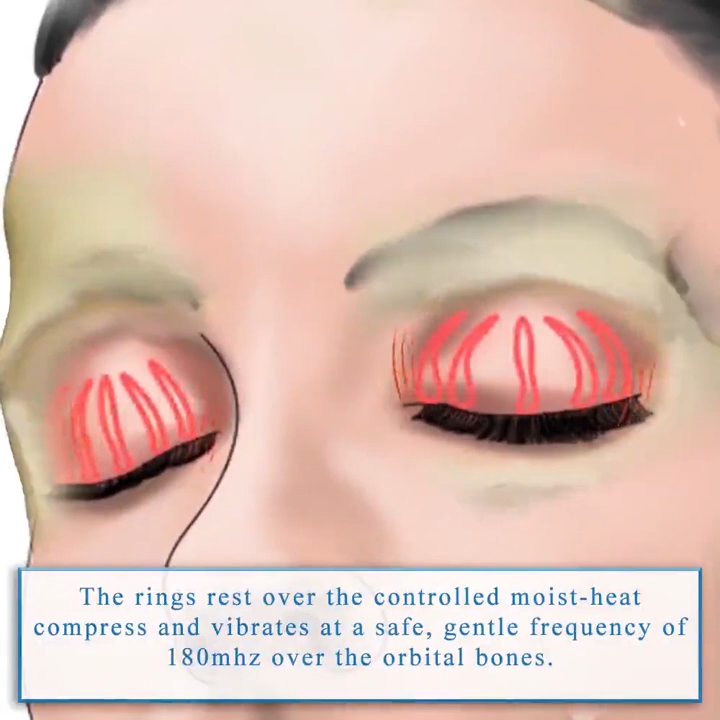 The rings rest over the controlled moist-heat
compress and vibrates at a safe, gentle frequency of
180mhz over the orbital bones.